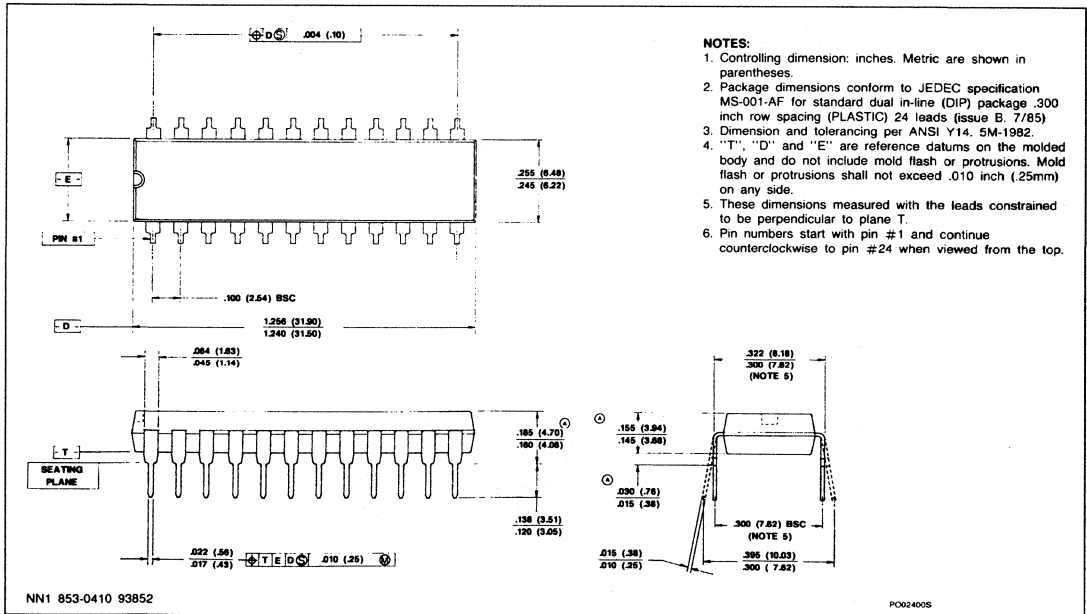 ⌖ D Ⓢ .004 (.10)
NOTES:
1. Controlling dimension: inches. Metric are shown in
parentheses.
2. Package dimensions conform to JEDEC specification
MS-001-AF for standard dual in-line (DIP) package .300
inch row spacing (PLASTIC) 24 leads (issue B. 7/85)
3. Dimension and tolerancing per ANSI Y14. 5M-1982.
4. "T", "D" and "E" are reference datums on the molded
body and do not include mold flash or protrusions. Mold
flash or protrusions shall not exceed .010 inch (.25mm)
on any side.
5. These dimensions measured with the leads constrained
to be perpendicular to plane T.
6. Pin numbers start with pin #1 and continue
counterclockwise to pin #24 when viewed from the top.
- E -
.255 (6.48)
.245 (6.22)
PIN #1
.100 (2.54) BSC
- D -
1.256 (31.90)
1.240 (31.50)
.064 (1.63)
.045 (1.14)
.322 (8.18)
.300 (7.62)
(NOTE 5)
Ⓐ
.185 (4.70)
.160 (4.06)
Ⓐ
.155 (3.94)
.145 (3.68)
- T -
SEATING
PLANE
Ⓐ
.030 (.76)
.015 (.38)
.138 (3.51)
.120 (3.05)
.300 (7.62) BSC
(NOTE 5)
.022 (.56)
.017 (.43)
⌖ T E D Ⓢ .010 (.25) Ⓜ
.015 (.38)
.010 (.25)
.395 (10.03)
.300 ( 7.62)
NN1 853-0410 93852
PO02400S